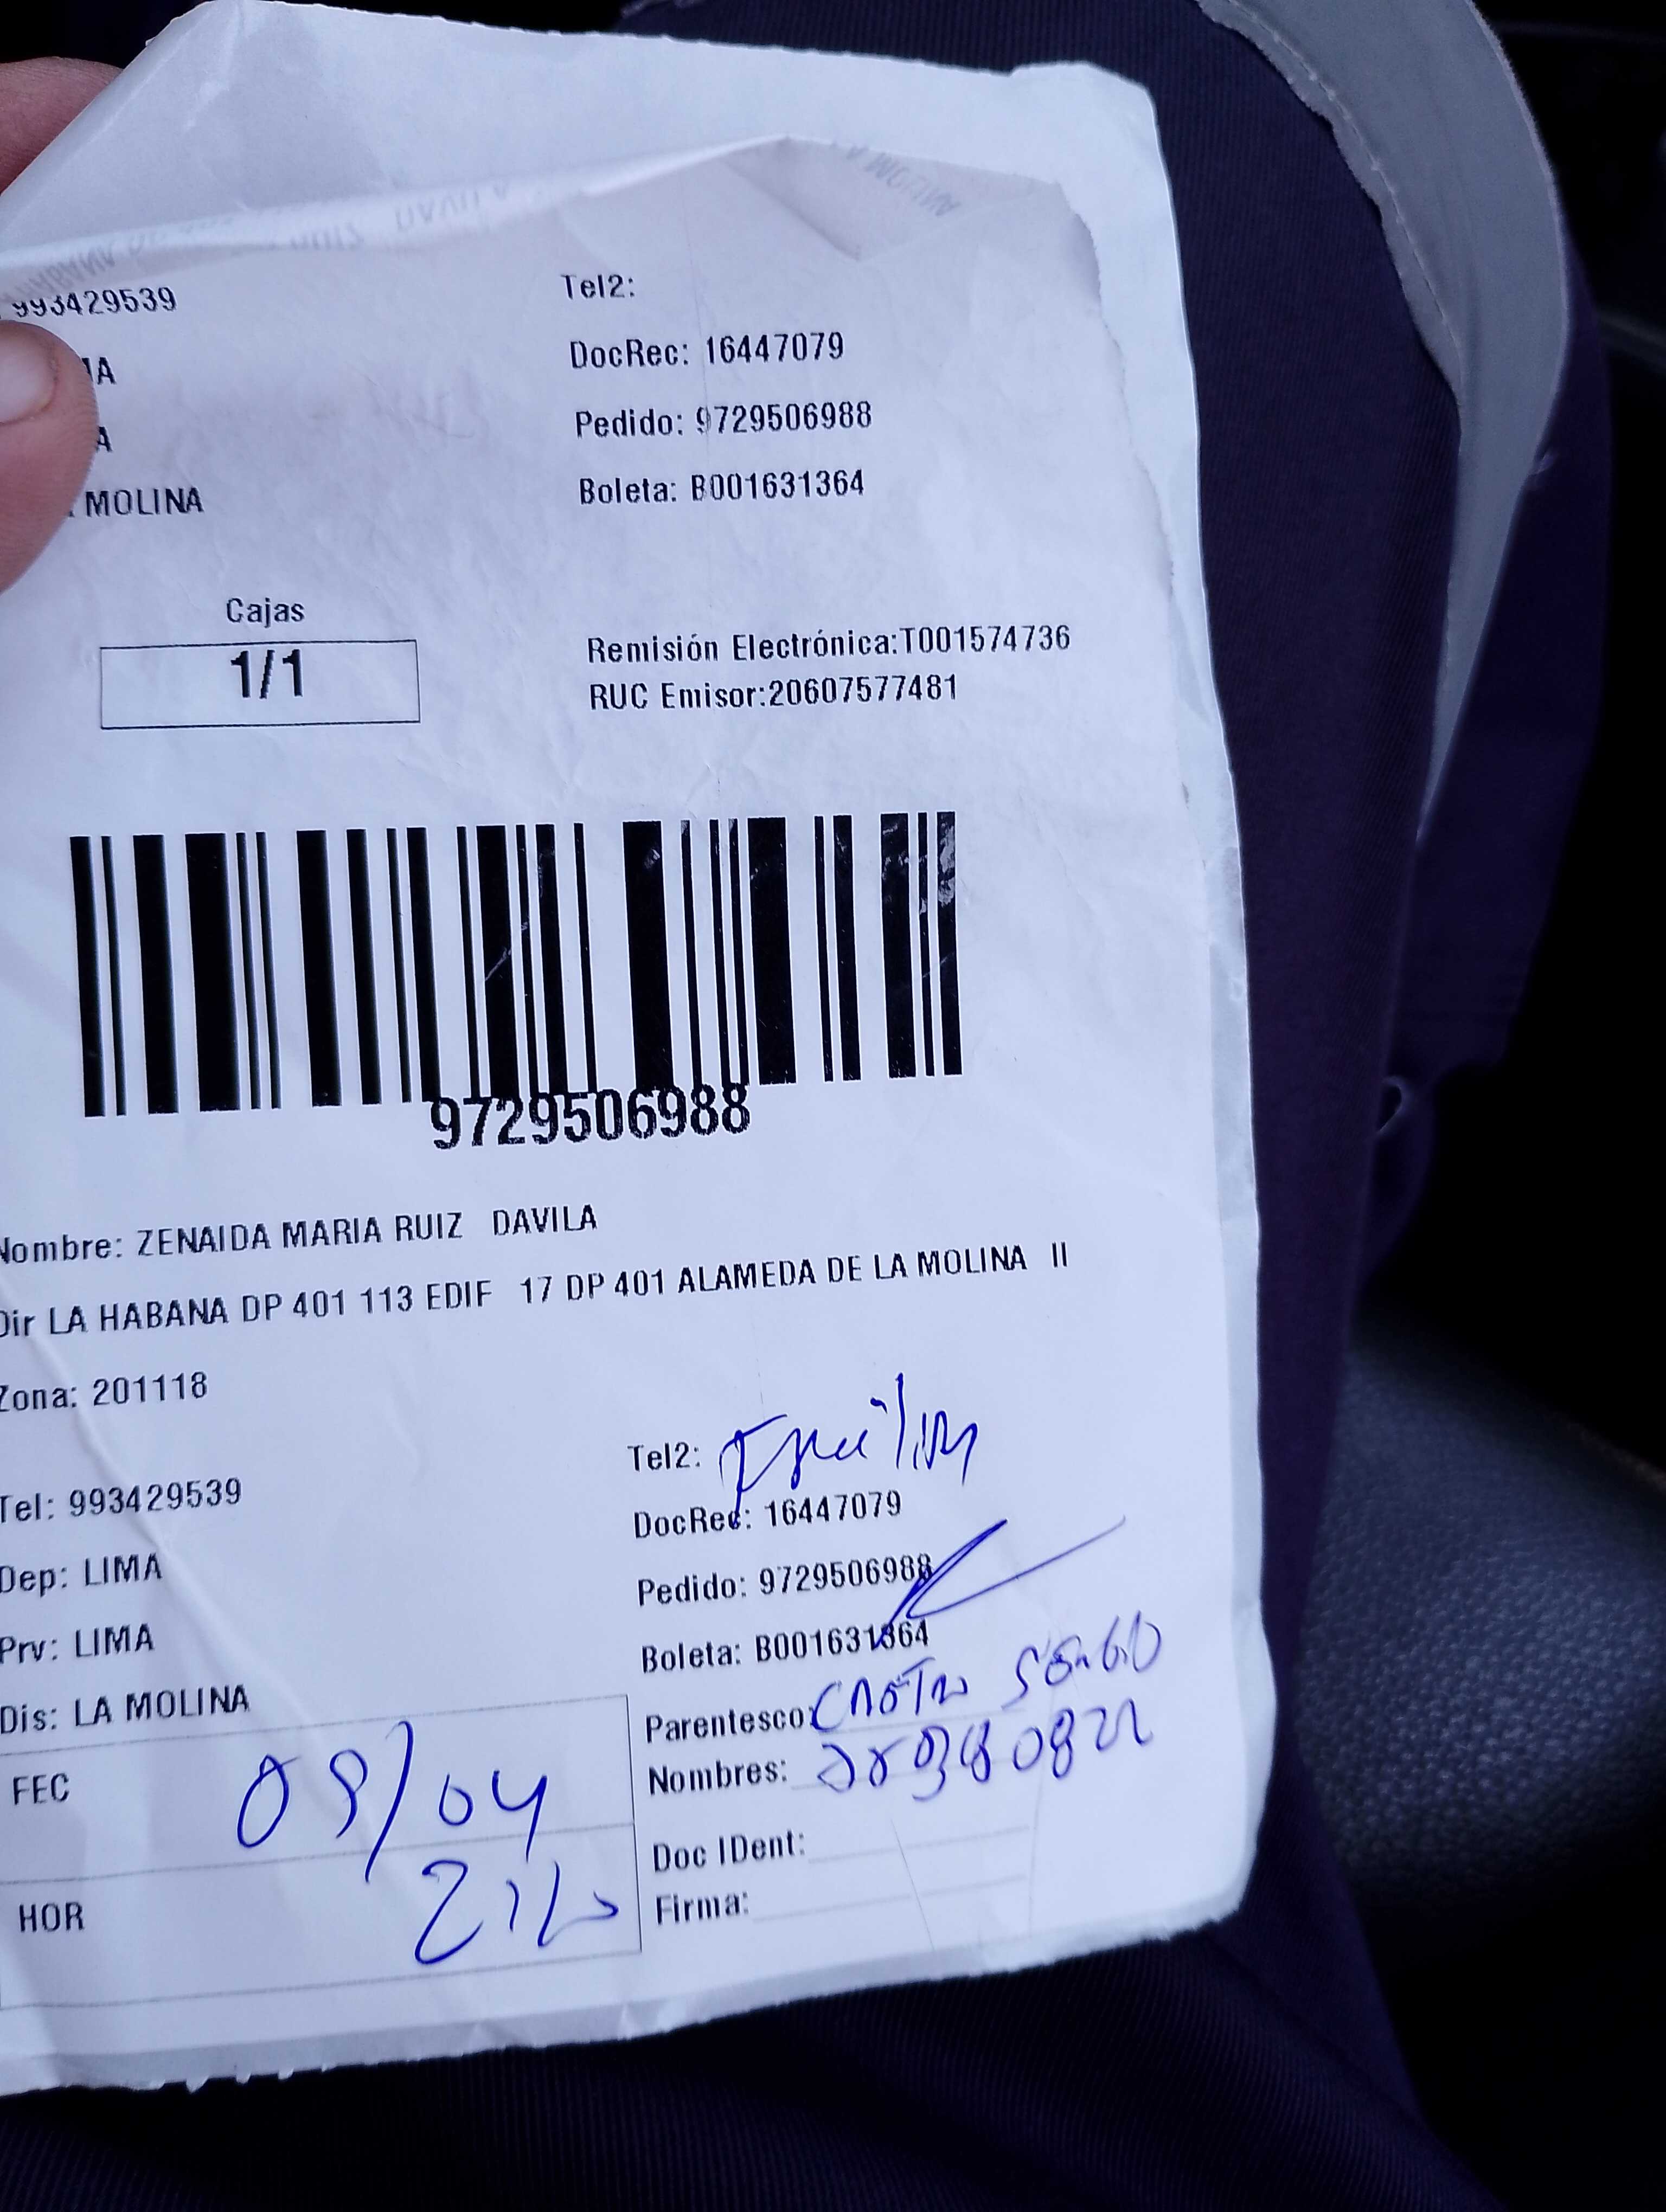 993429539
Tel2:
DocRec: 16447079
MA
Pedido: 9729506988
A
Boleta: B001631364
MOLINA
Cajas
1/1
Remisión Electrónica:T001574736
RUC Emisor:20607577481
9729506988
Nombre: ZENAIDA MARIA RUIZ DAVILA
Dir LA HABANA DP 401 113 EDIF 17 DP 401 ALAMEDA DE LA MOLINA II
Zona: 201118
Tel2:
Tel: 993429539
DocRec: 16447079
Dep: LIMA
Pedido: 9729506988
Prv: LIMA
Boleta: B001631364
Dis: LA MOLINA
Parentesco:
FEC 09/04
Nombres:
Doc IDent:
HOR
Firma: